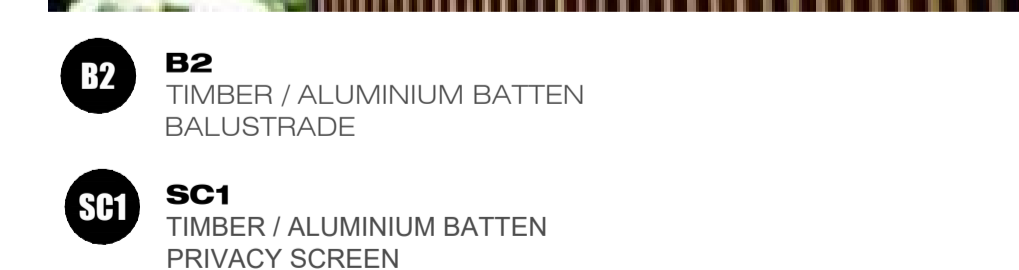 B2
B2
TIMBER / ALUMINIUM BATTEN
BALUSTRADE
SC1
SC1
TIMBER / ALUMINIUM BATTEN
PRIVACY SCREEN